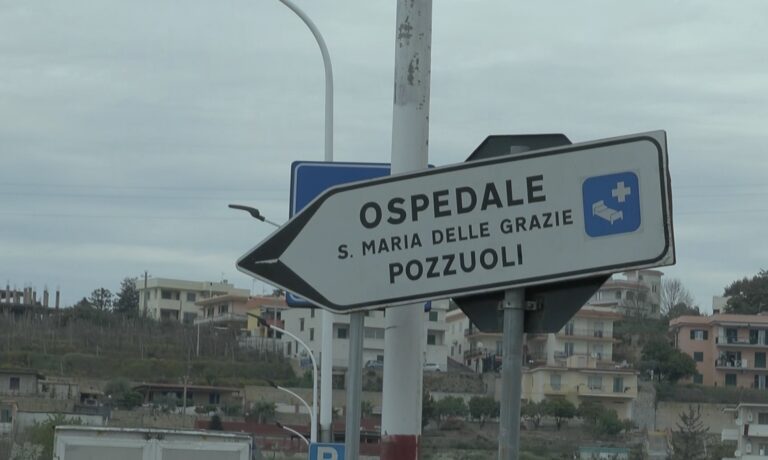 OSPEDALE
S. MARIA DELLE GRAZIE
POZZUOLI
P